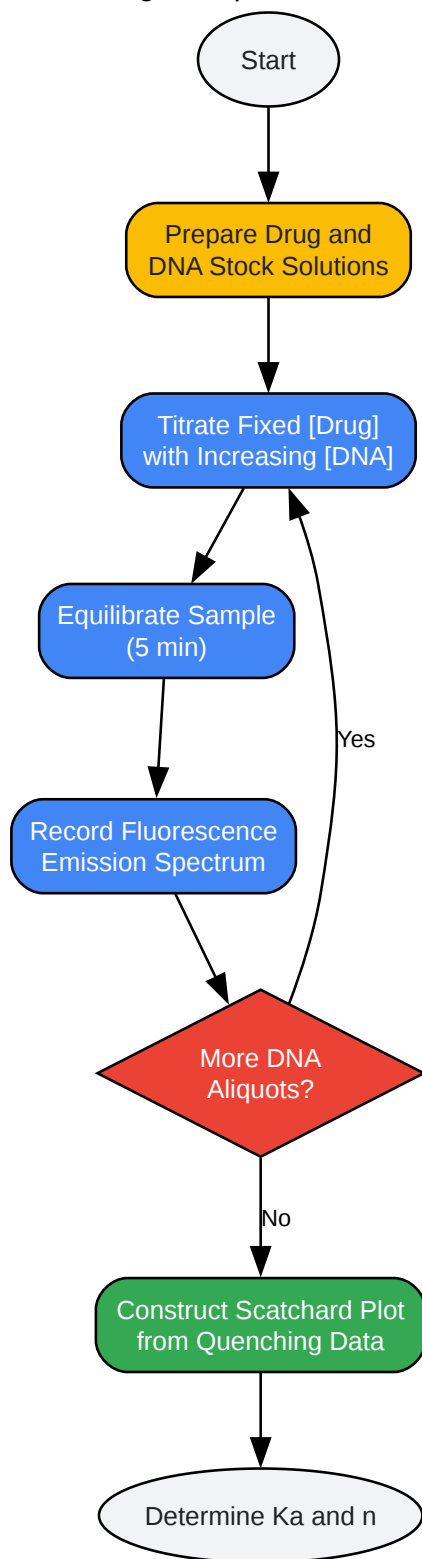 Start
Prepare Drug and
DNA Stock Solutions
Titrate Fixed [Drug]
with Increasing [DNA]
Equilibrate Sample
(5 min)
Yes
Record Fluorescence
Emission Spectrum
More DNA
Aliquots?
No
Construct Scatchard Plot
from Quenching Data
Determine Ka and n